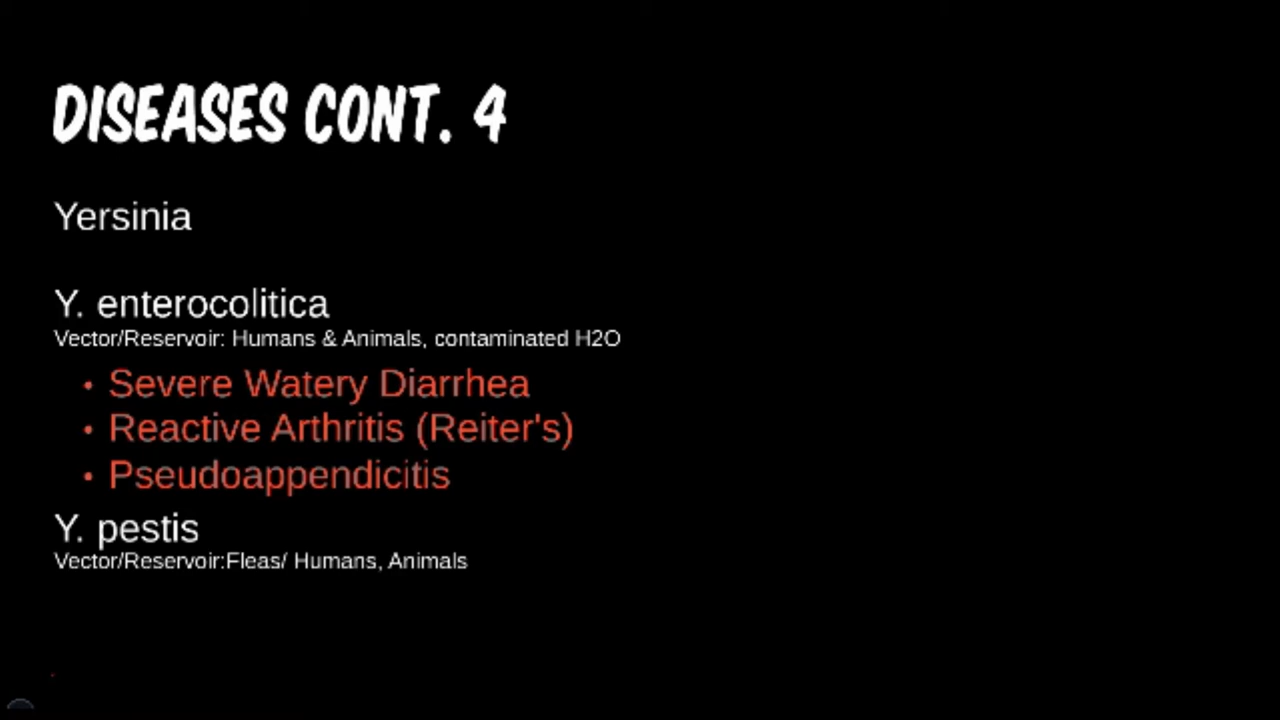 DISEASES CONT. 4
Yersinia
Y. enterocolitica
Vector/Reservoir: Humans & Animals, contaminated H2O
• Severe Watery Diarrhea
• Reactive Arthritis (Reiter's)
• Pseudoappendicitis
Y. pestis
Vector/Reservoir:Fleas/ Humans, Animals